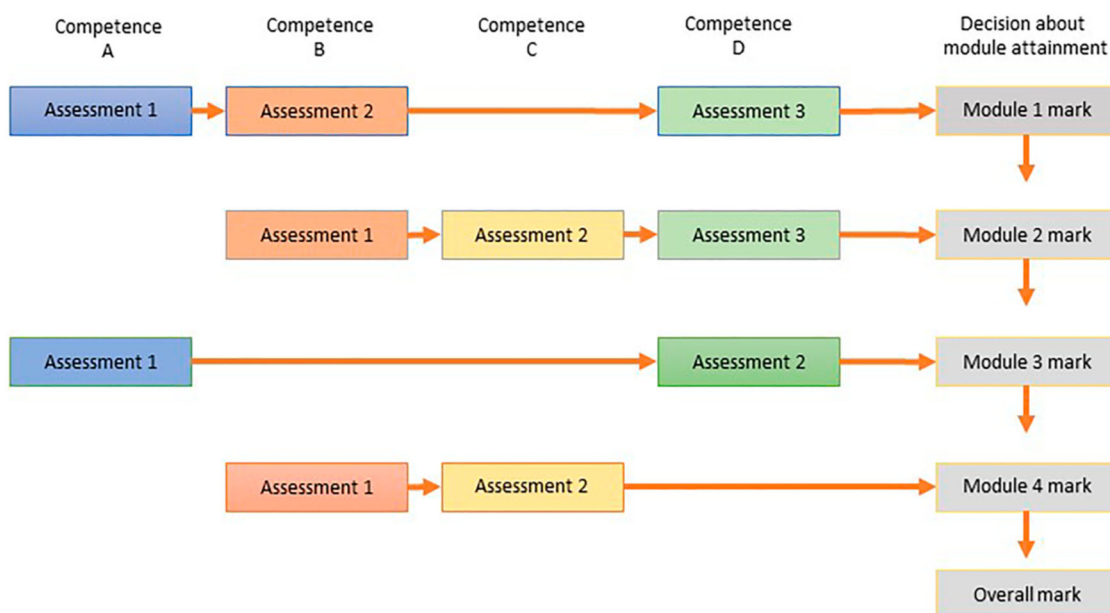 Competence
A
Competence
B
Competence
C
Competence
D
Decision about
module attainment
Assessment 1
Assessment 2
Assessment 3
Module 1 mark
Assessment 1
Assessment 2
Assessment 3
Module 2 mark
Assessment 1
Assessment 2
Module 3 mark
Assessment 1
Assessment 2
Module 4 mark
Overall mark